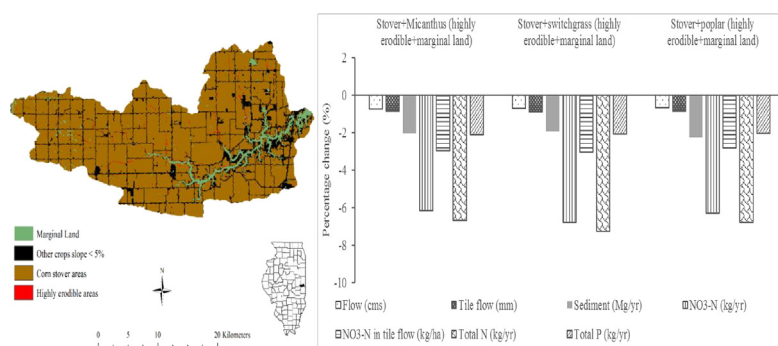 Marginal Land
Other crops slope < 5%
Corn stover areas
Highly erodible areas
N
0 5 10 20 Kilometers
Stover+Micanthus (highly erodible+marginal land)
Stover+switchgrass (highly erodible+marginal land)
Stover+poplar (highly erodible+marginal land)
Percentage change (%)
2
0
-2
-4
-6
-8
-10
Flow (cms)
Tile flow (mm)
Sediment (Mg/yr)
NO3-N (kg/yr)
NO3-N in tile flow (kg/ha)
Total N (kg/yr)
Total P (kg/yr)